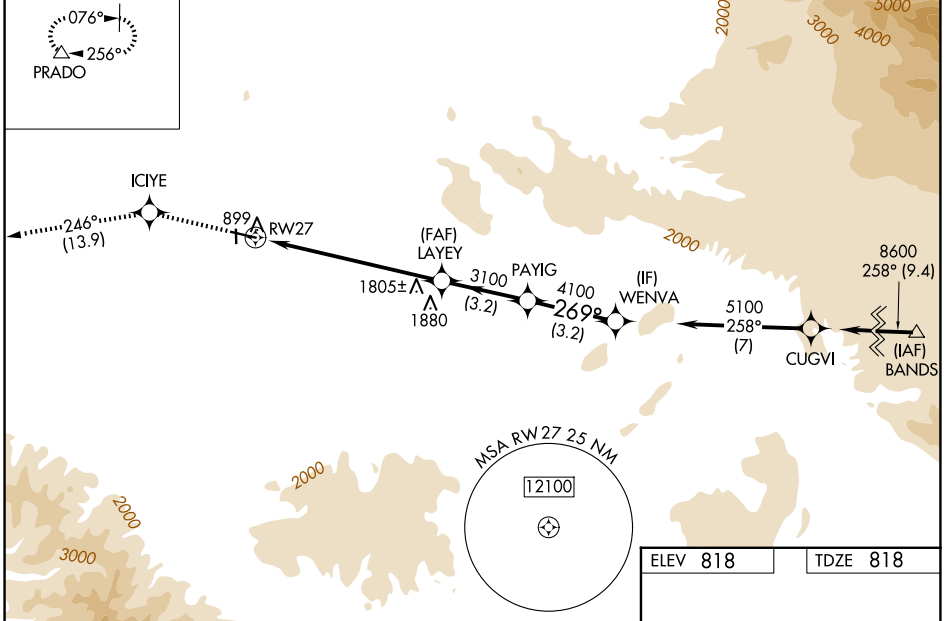 076°
256°
PRADO
5000
2000
3000
4000
ICIYE
246°
(13.9)
899
RW27
(FAF)
LAYEY
2000
8600
258° (9.4)
PAYIG
3100
(3.2)
4100
269°
(3.2)
(IF)
WENVA
1805±
1880
5100
258°
(7)
CUGVI
(IAF)
BANDS
MSA RW27 25 NM
12100
2000
2000
3000
ELEV 818
TDZE 818